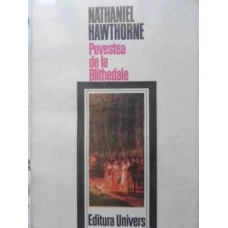 NATHANIEL
HAWTHORNE
Povestea
de la
Blithedale
Editura Univers